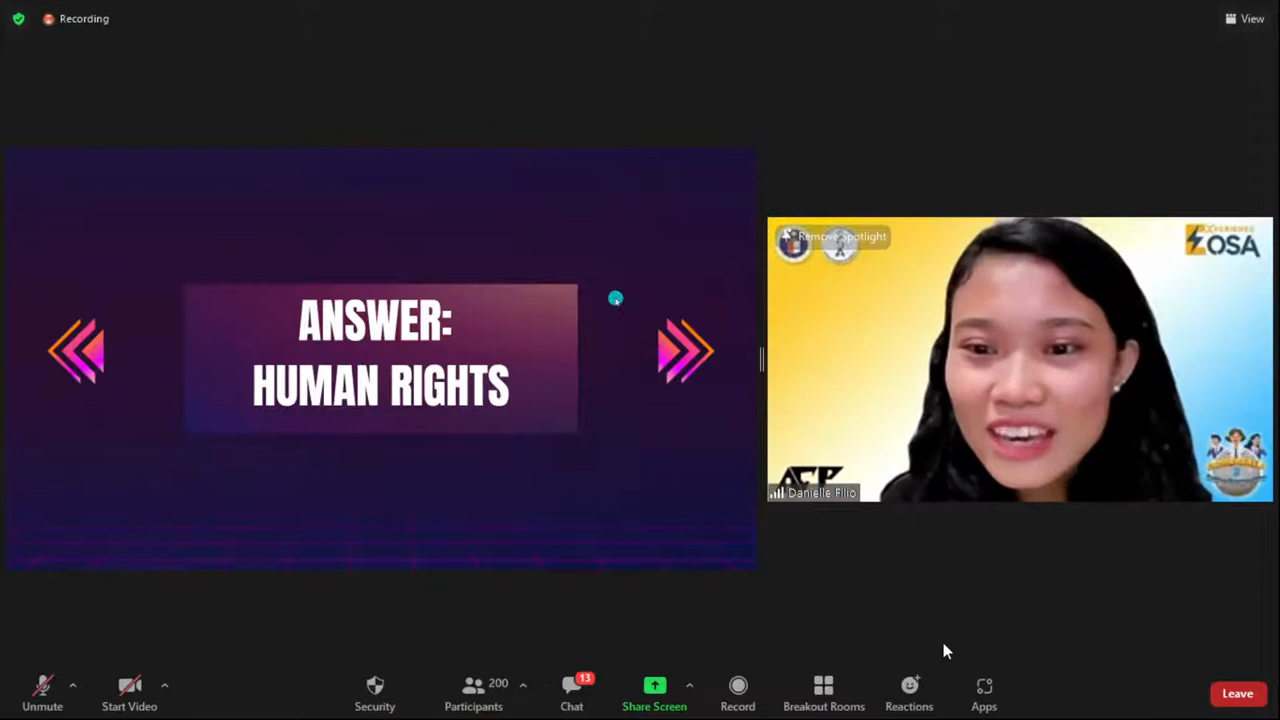 Recording
View
ANSWER:
HUMAN RIGHTS
Remove Spotlight
OSA
ACP
Danielle Filio
Unmute
Start Video
Security
200
Participants
13
Chat
Share Screen
Record
Breakout Rooms
Reactions
Apps
Leave